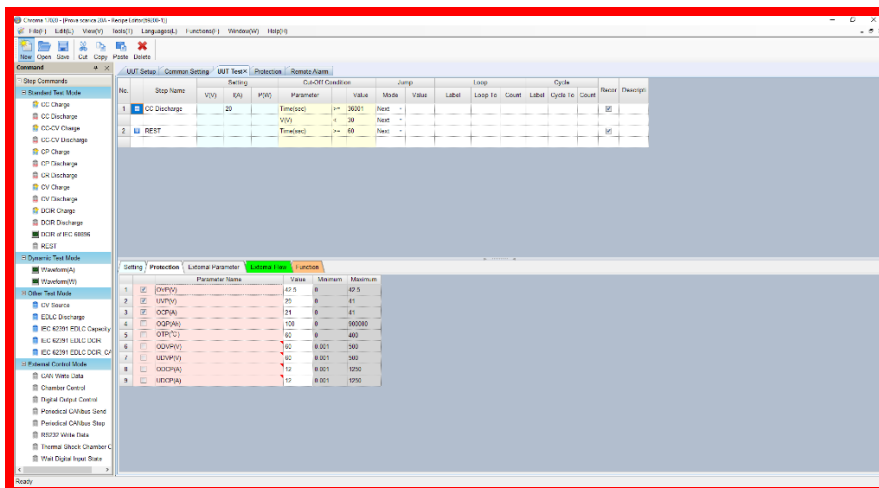 Chroma 17020 - [Prova scarica 20A - Recipe Editor(69206-1)]
File(F) Edit(E) View(V) Tools(T) Languages(L) Functions(F) Window(W) Help(H)
New Open Save Cut Copy Paste Delete
Command
UUT Setup Common Setting UUT Test Protection Remote Alarm
Step Commands
Standard Test Mode
CC Charge
CC Discharge
CC-CV Charge
CC-CV Discharge
CP Charge
CP Discharge
CR Discharge
CV Charge
CV Discharge
DCIR Charge
DCIR Discharge
DCIR of IEC 60896
REST
Dynamic Test Mode
Waveform(A)
Waveform(W)
Other Test Mode
CV Source
EDLC Discharge
IEC 62391 EDLC Capacity
IEC 62391 EDLC DCR
IEC 62391 EDLC DCR, CA
External Control Mode
CAN Write Data
Chamber Control
Digital Output Control
Periodical CANbus Send
Periodical CANbus Stop
RS232 Write Data
Thermal Shock Chamber C
Wait Digital Input State
Setting Cut-Off Condition Jump Loop Cycle
No. Step Name V(V) I(A) P(W) Parameter Value Mode Value Label Loop To Count Label Cycle To Count Recor Descripti
1 CC Discharge 20 Time(sec) >= 36001 Next
V(V) < 30 Next
2 REST Time(sec) >= 60 Next
Setting Protection External Parameter External Flow Function
Parameter Name Value Minimum Maximum
1 OVP(V) 42.5 0 42.5
2 UVP(V) 20 0 41
3 OCP(A) 21 0 41
4 OQP(Ah) 100 0 900000
5 OTP(°C) 60 0 400
6 ODVP(V) 60 0.001 500
7 UDVP(V) 60 0.001 500
8 ODCP(A) 12 0.001 1250
9 UDCP(A) 12 0.001 1250
Ready